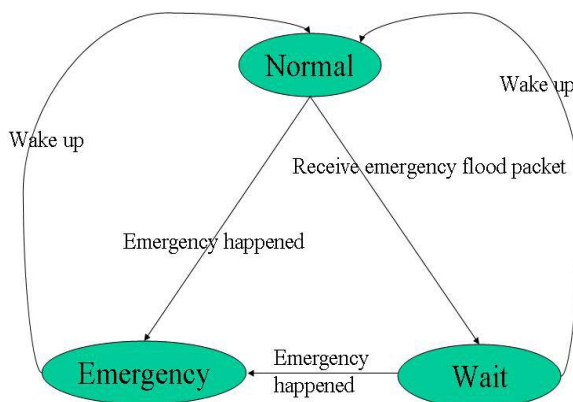 Normal
Wake up
Wake up
Receive emergency flood packet
Emergency happened
Emergency
happened
Emergency
Wait